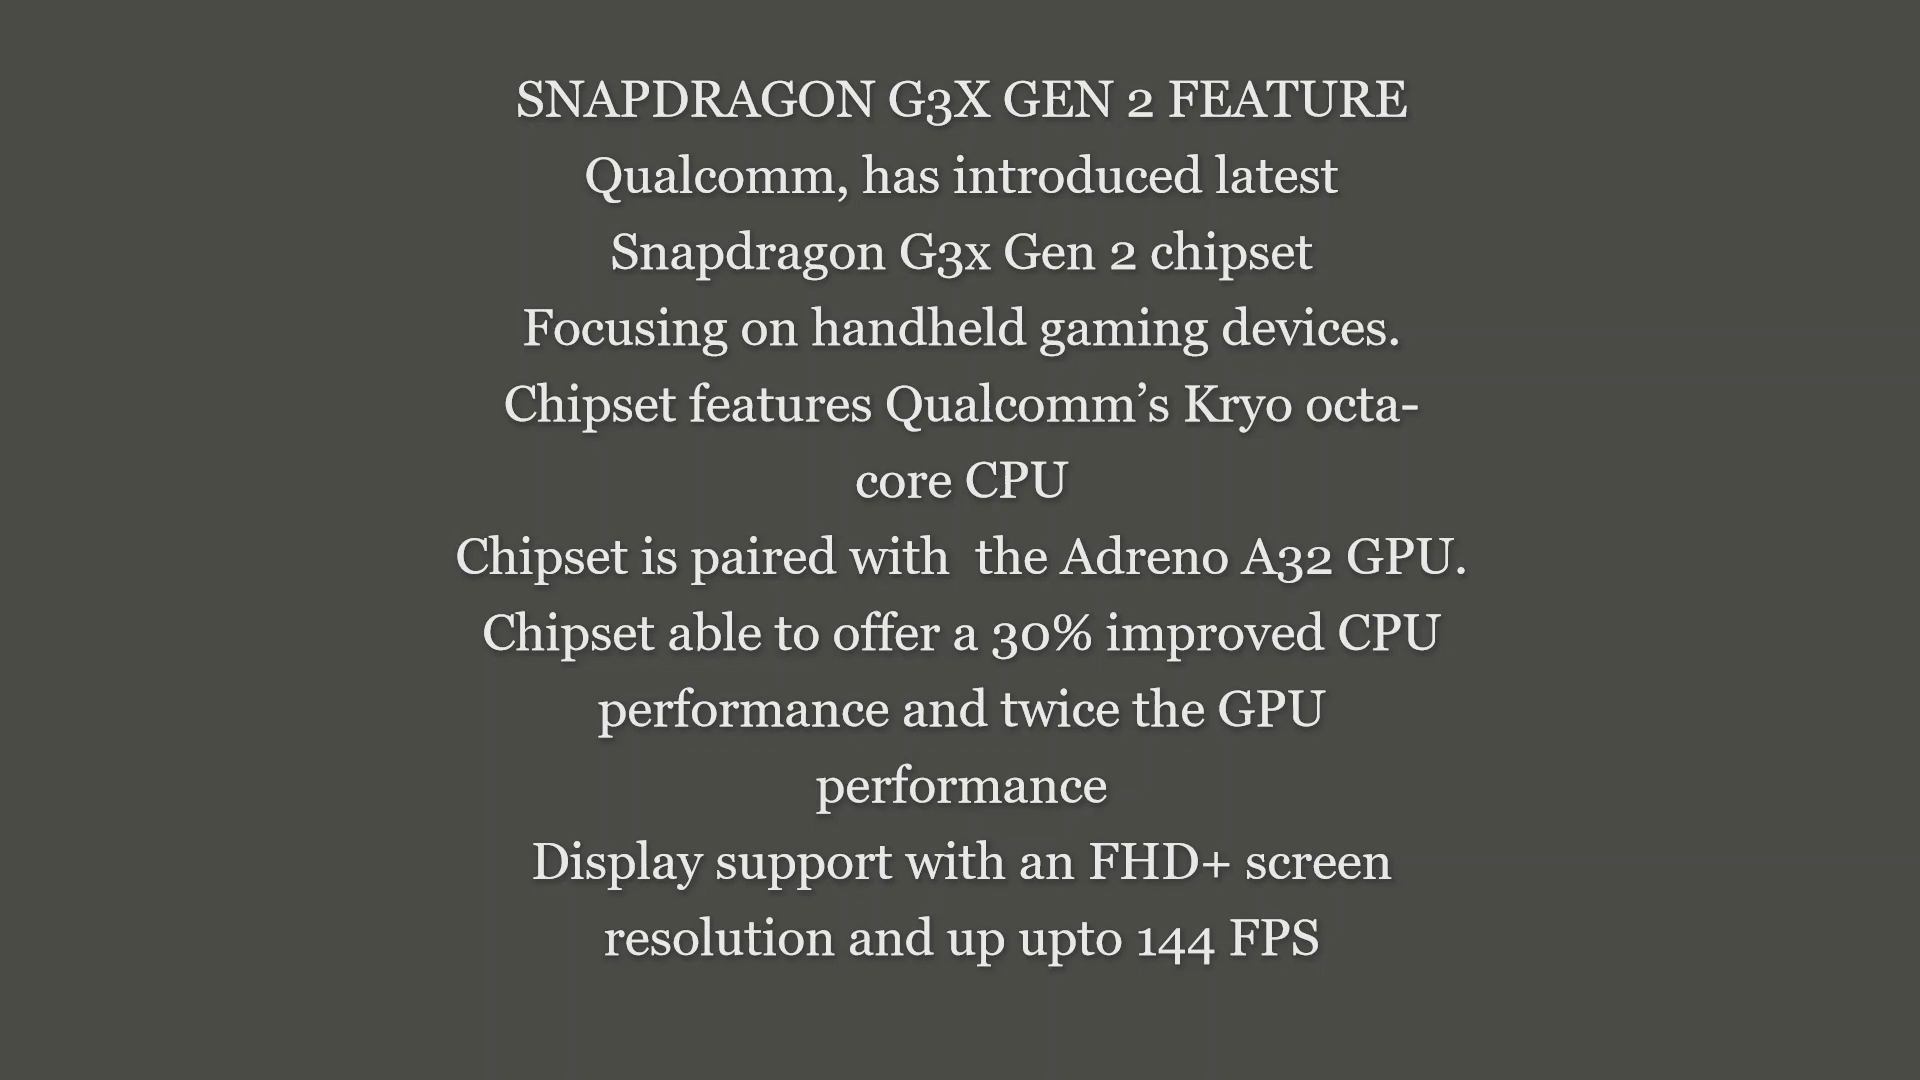 SNAPDRAGON G3X GEN 2 FEATURE
Qualcomm, has introduced latest
Snapdragon G3x Gen 2 chipset
Focusing on handheld gaming devices.
Chipset features Qualcomm’s Kryo octa-
core CPU
Chipset is paired with  the Adreno A32 GPU.
Chipset able to offer a 30% improved CPU
performance and twice the GPU
performance
Display support with an FHD+ screen
resolution and up upto 144 FPS